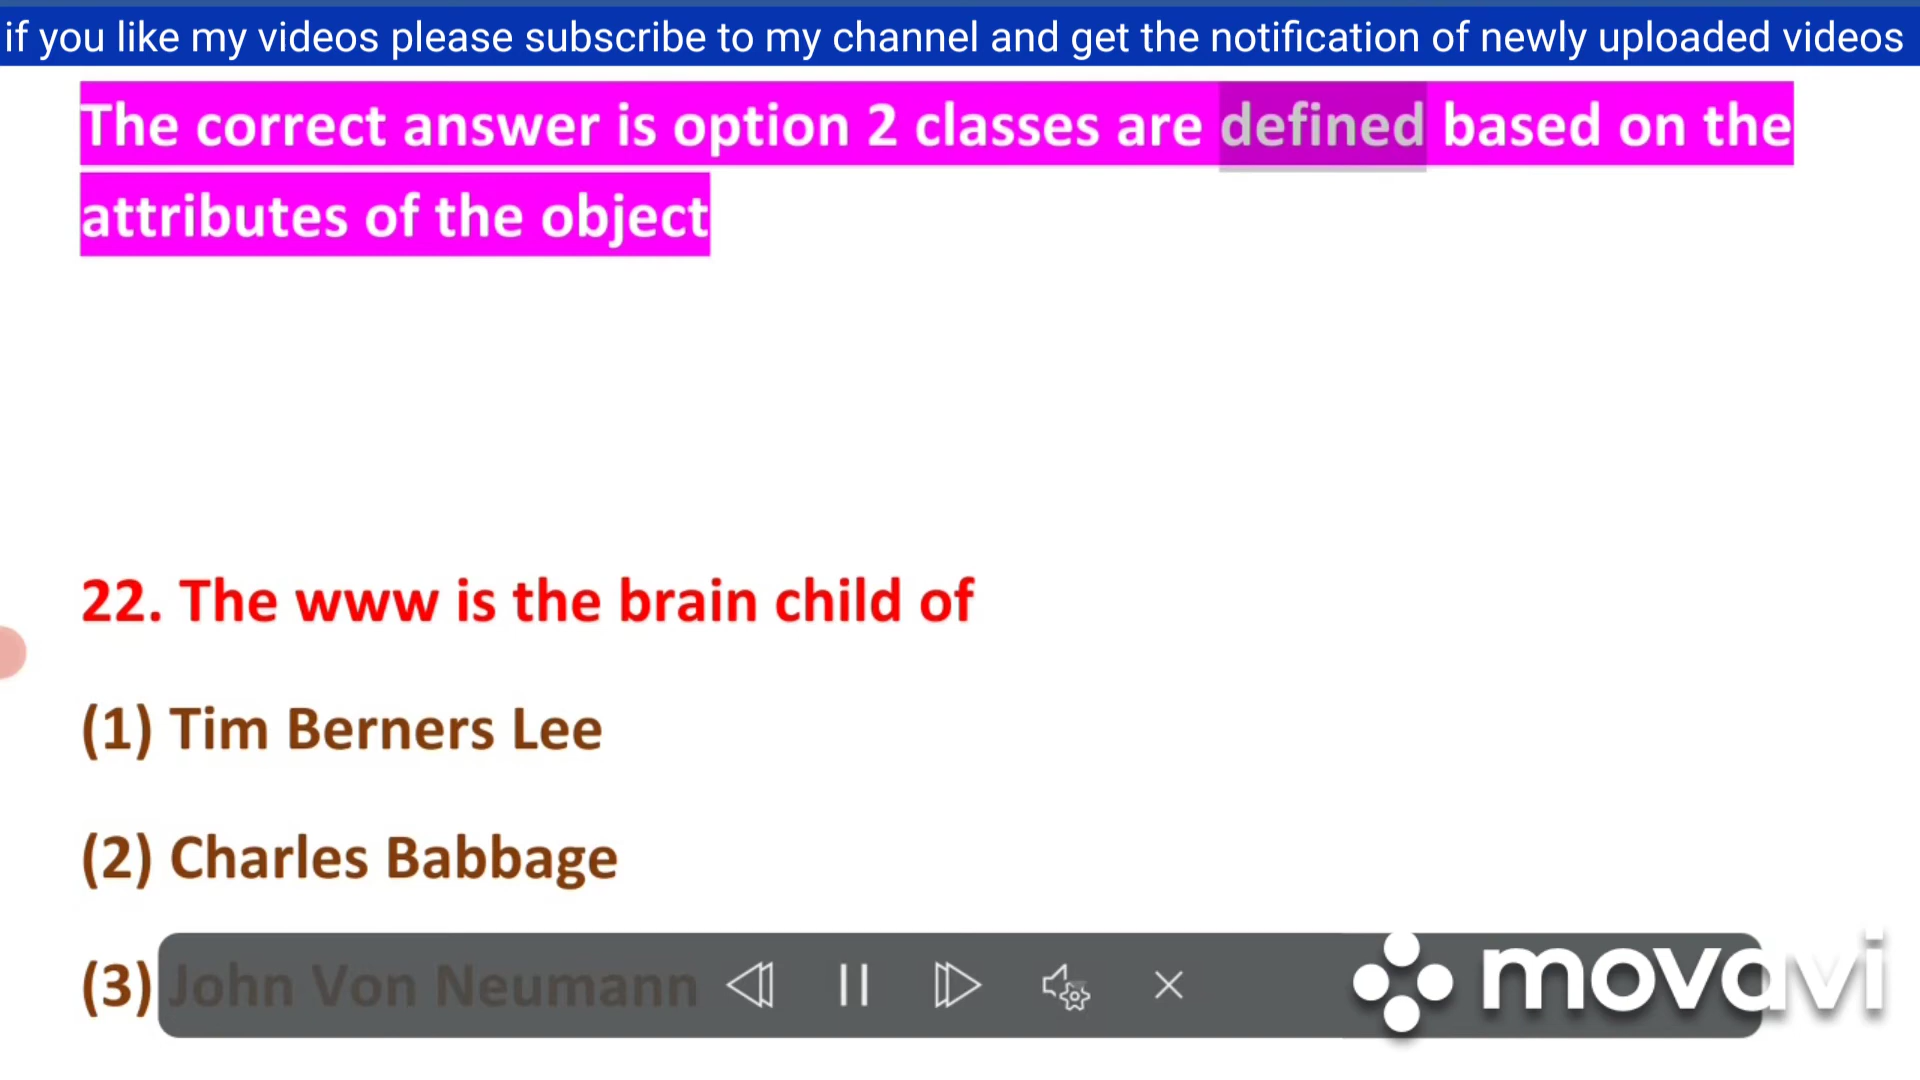 if you like my videos please subscribe to my channel and get the notification of newly uploaded videos
The correct answer is option 2 classes are defined based on the
attributes of the object
22. The www is the brain child of
(1) Tim Berners Lee
(2) Charles Babbage
(3) John Von Neumann
movavi